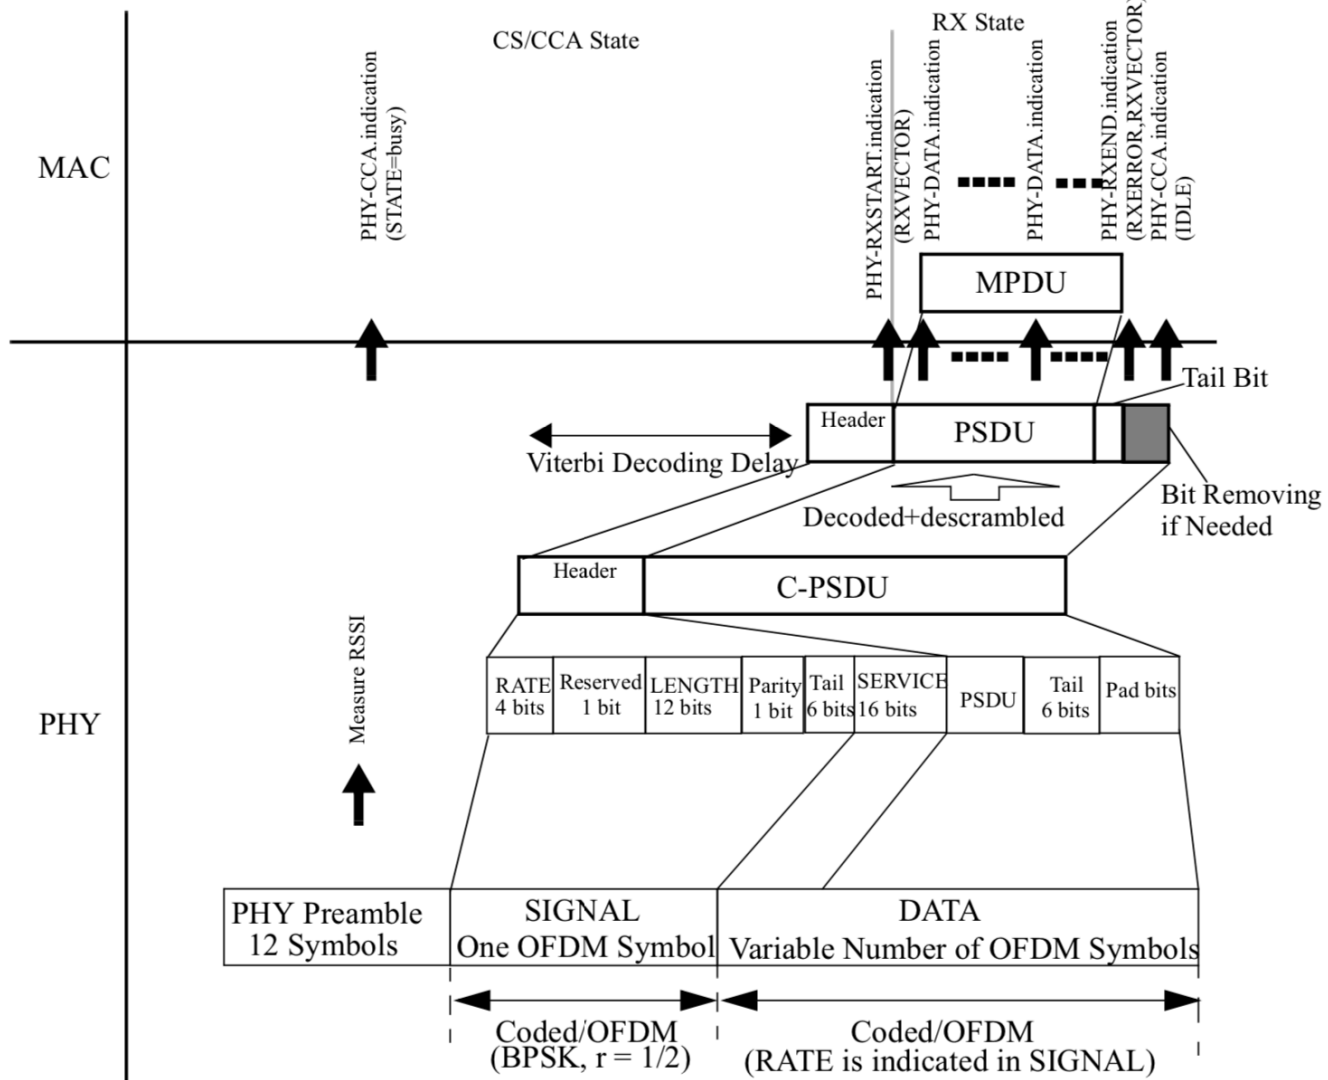 CS/CCA State
RX State
MAC
PHY-CCA.indication
(STATE=busy)
PHY-RXSTART.indication
(RXVECTOR)
PHY-DATA.indication
PHY-DATA.indication
PHY-RXEND.indication
(RXERROR,RXVECTOR)
PHY-CCA.indication
(IDLE)
MPDU
Tail Bit
Header
PSDU
Viterbi Decoding Delay
Decoded+descrambled
Bit Removing
if Needed
Header
C-PSDU
Measure RSSI
PHY
RATE
4 bits
Reserved
1 bit
LENGTH
12 bits
Parity
1 bit
Tail
6 bits
SERVICE
16 bits
PSDU
Tail
6 bits
Pad bits
PHY Preamble
12 Symbols
SIGNAL
One OFDM Symbol
DATA
Variable Number of OFDM Symbols
Coded/OFDM
(BPSK, r = 1/2)
Coded/OFDM
(RATE is indicated in SIGNAL)